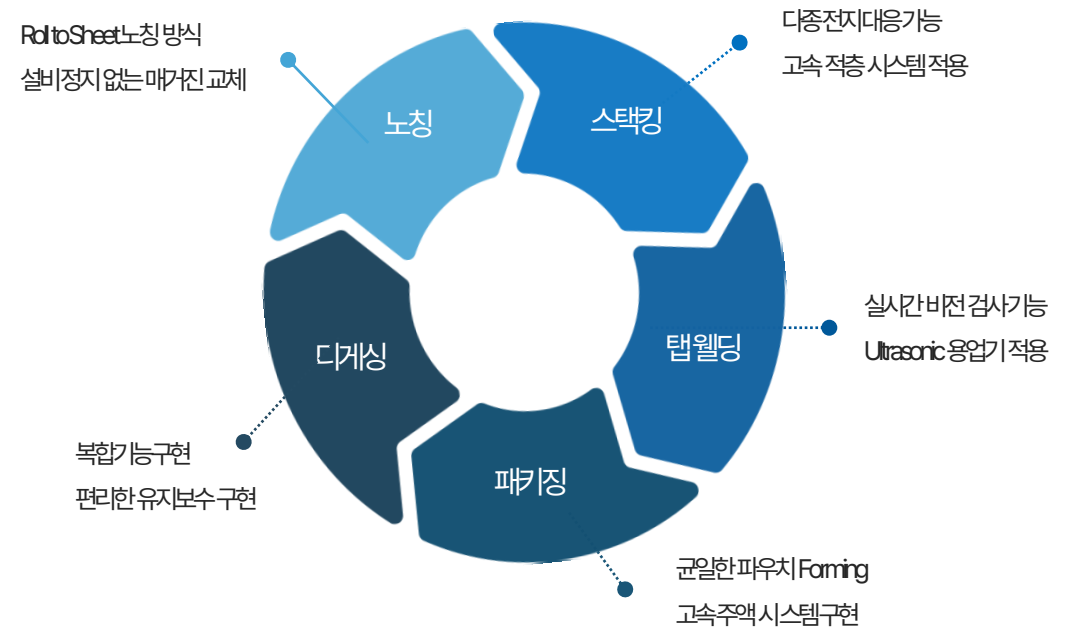 Roll to Sheet 노칭 방식
설비정지 없는 매거진 교체
다종 전지 대응 가능
고속 적층 시스템 적용
노칭
스택킹
실시간 비전 검사 기능
Ultrasonic 용업기 적용
탭 웰딩
디게싱
복합기능 구현
편리한 유지보수 구현
패키징
균일한 파우치 Forming
고속 주액 시스템 구현